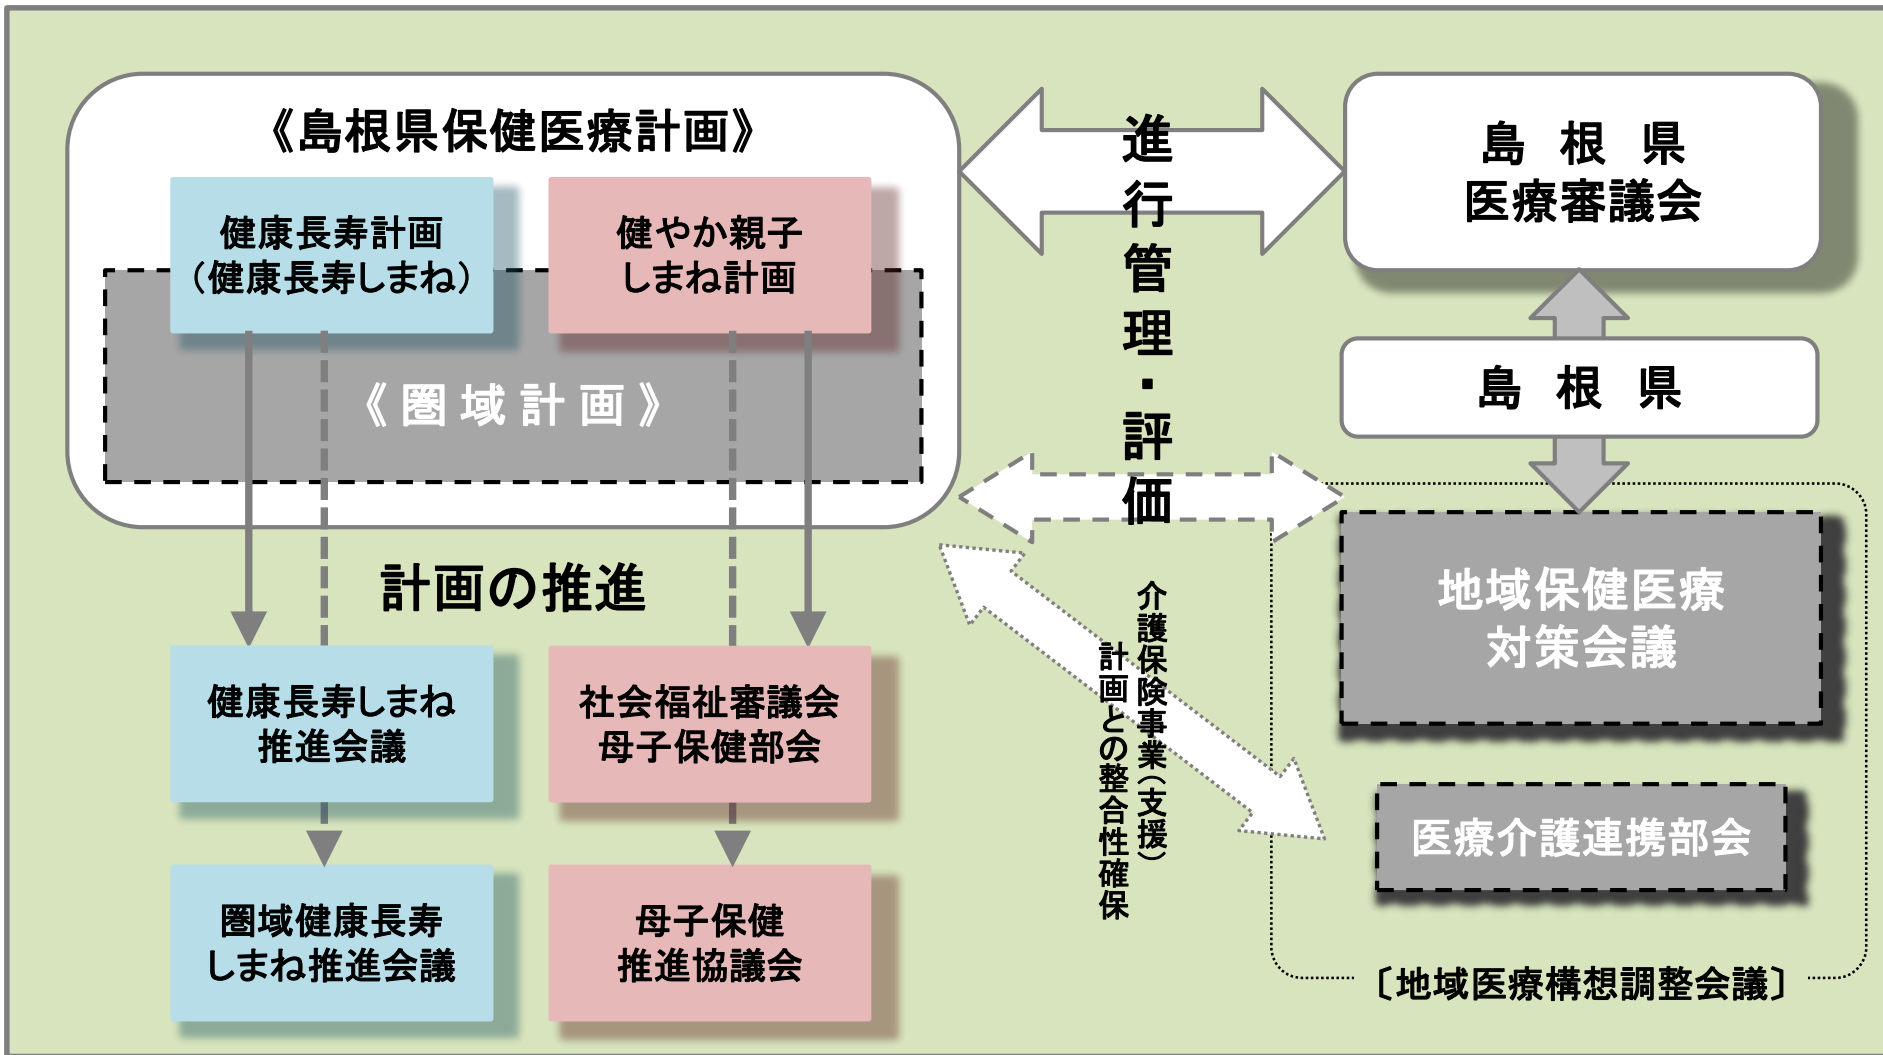 《島根県保健医療計画》
健康長寿計画
（健康長寿しまね）
健やか親子
しまね計画
《圏域計画》
計画の推進
健康長寿しまね
推進会議
社会福祉審議会
母子保健部会
圏域健康長寿
しまね推進会議
母子保健
推進協議会
進行管理・評価
介護保険事業（支援）
計画との整合性確保
島根県
医療審議会
島根県
地域保健医療
対策会議
医療介護連携部会
〔地域医療構想調整会議〕